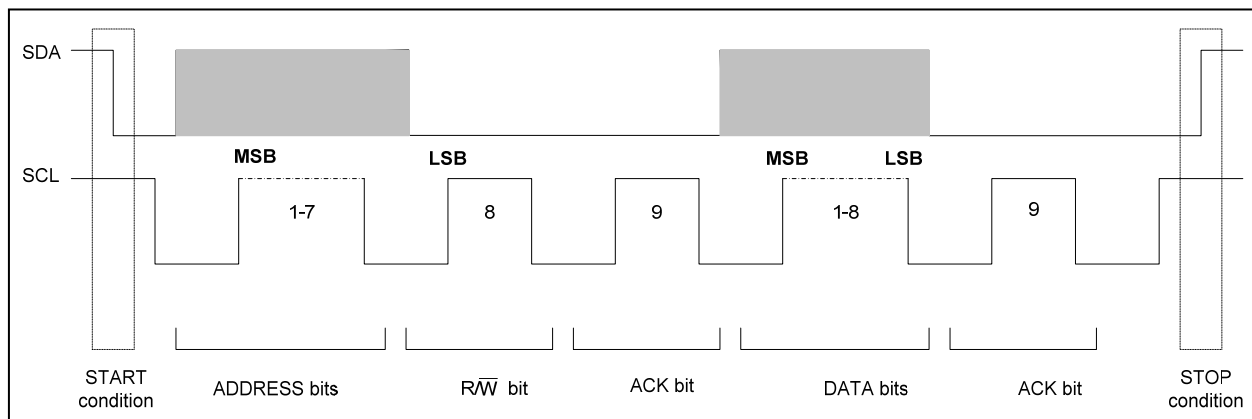 SDA
MSB LSB MSB LSB
SCL
1-7 8 9 1-8 9
START condition
ADDRESS bits
R/W̅ bit
ACK bit
DATA bits
ACK bit
STOP condition